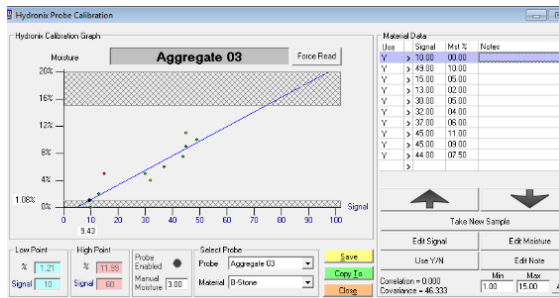 Hydronix Probe Calibration
Hydronix Calibration Graph
Moisture
Aggregate 03
Force Read
20%
16%
12%
8%
4%
1.08%
0%
0 10 20 30 40 50 60 70 80 90 100
Signal
9.43
Low Point
% 1.21
Signal 10
High Point
% 11.99
Signal 60
Probe Enabled
Manual Moisture 3.00
Select Probe
Probe Aggregate 03
Material B-Stone
Save
Copy To
Close
Material Data
Use Signal Mst % Notes
Y > 10.00 00.00
Y > 49.00 10.00
Y > 15.00 05.00
Y > 13.00 02.00
Y > 30.00 05.00
Y > 32.00 04.00
Y > 37.00 06.00
Y > 45.00 11.00
Y > 45.00 09.00
Y > 44.00 07.50
>
Take New Sample
Edit Signal
Edit Moisture
Use Y/N
Edit Note
Correlation = 0.000
Covariance = 46.333
Min Max
1.00 15.00